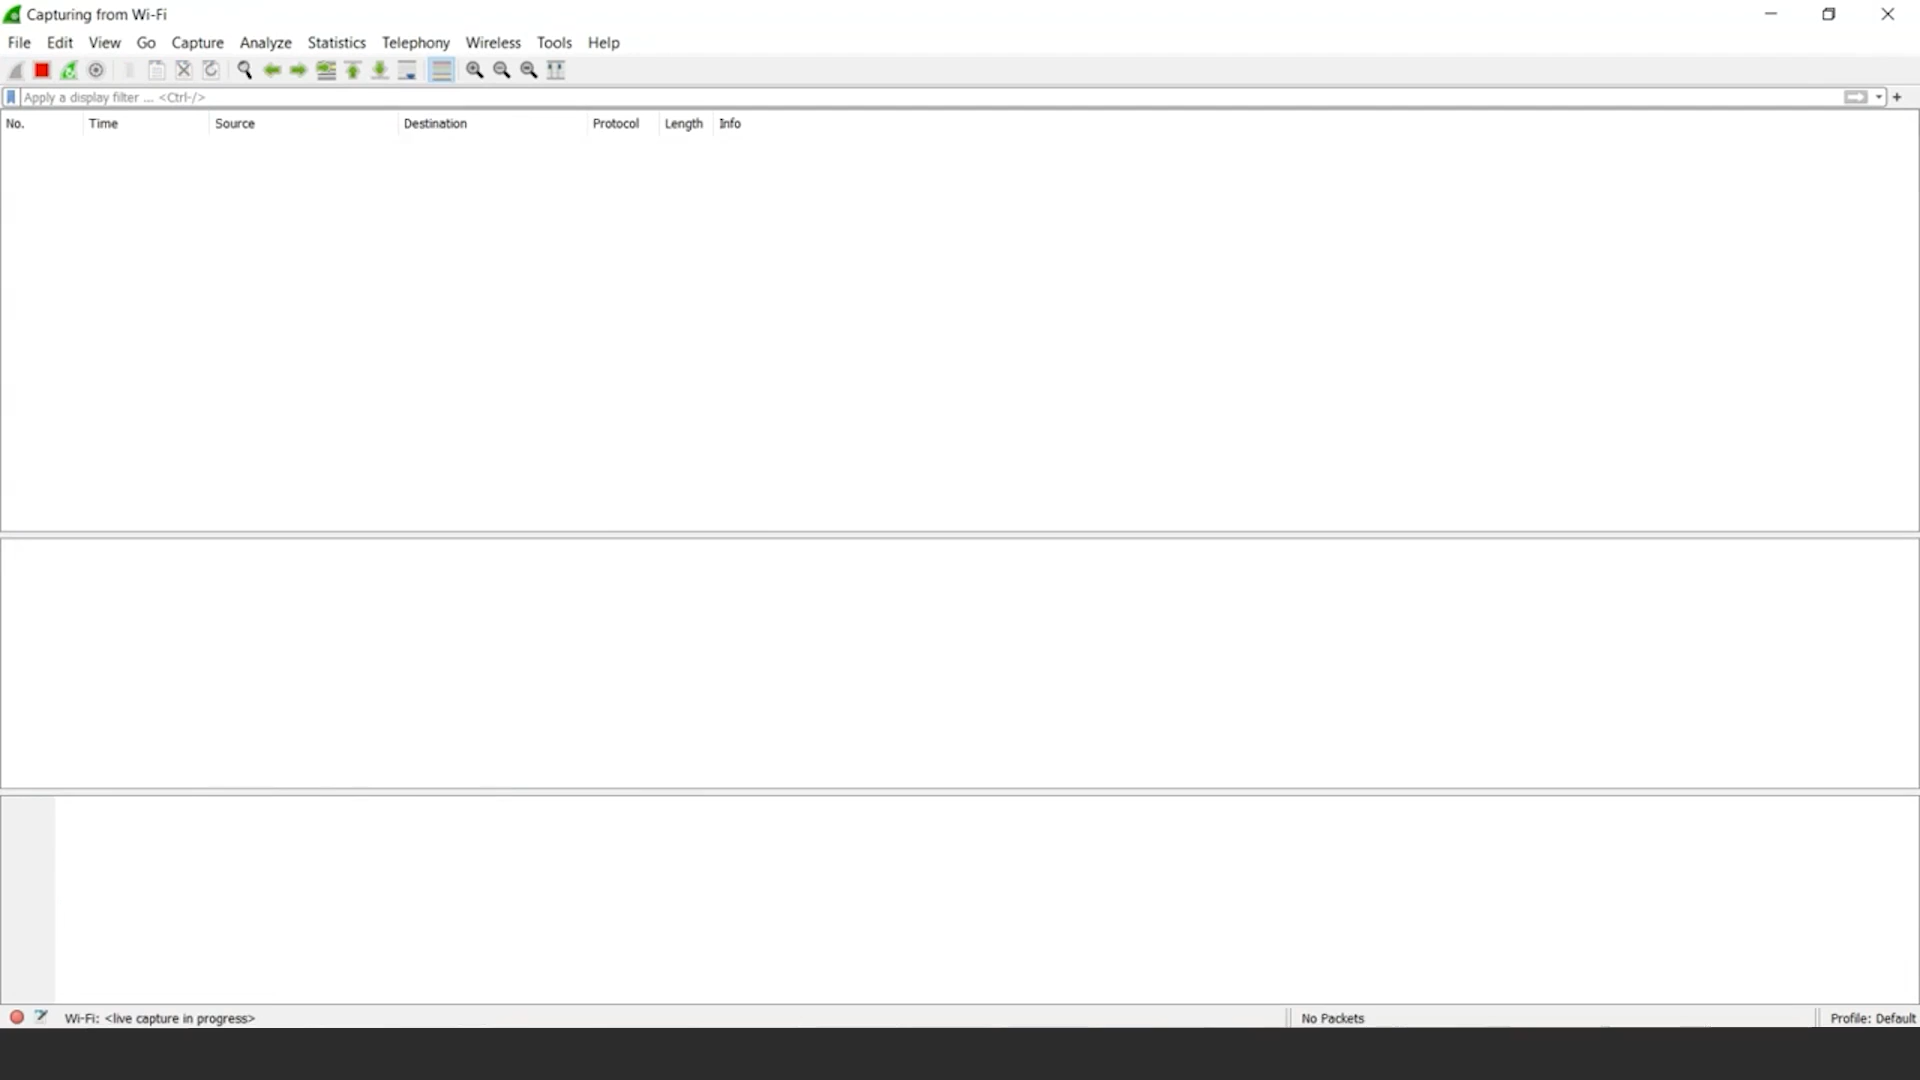 Capturing from Wi-Fi
File Edit View Go Capture Analyze Statistics Telephony Wireless Tools Help
Apply a display filter ... <Ctrl-/>
No. Time Source Destination Protocol Length Info
Wi-Fi: <live capture in progress> No Packets Profile: Default